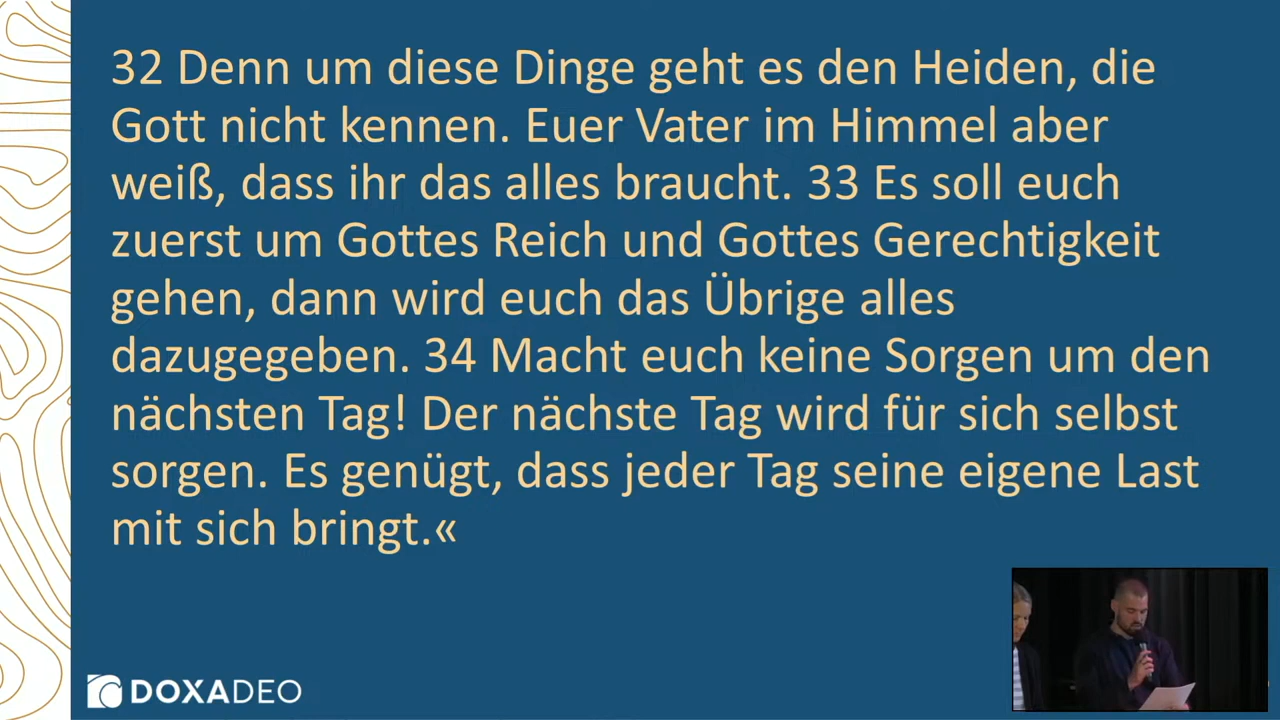 32 Denn um diese Dinge geht es den Heiden, die
Gott nicht kennen. Euer Vater im Himmel aber
weiß, dass ihr das alles braucht. 33 Es soll euch
zuerst um Gottes Reich und Gottes Gerechtigkeit
gehen, dann wird euch das Übrige alles
dazugegeben. 34 Macht euch keine Sorgen um den
nächsten Tag! Der nächste Tag wird für sich selbst
sorgen. Es genügt, dass jeder Tag seine eigene Last
mit sich bringt.«
DOXADEO